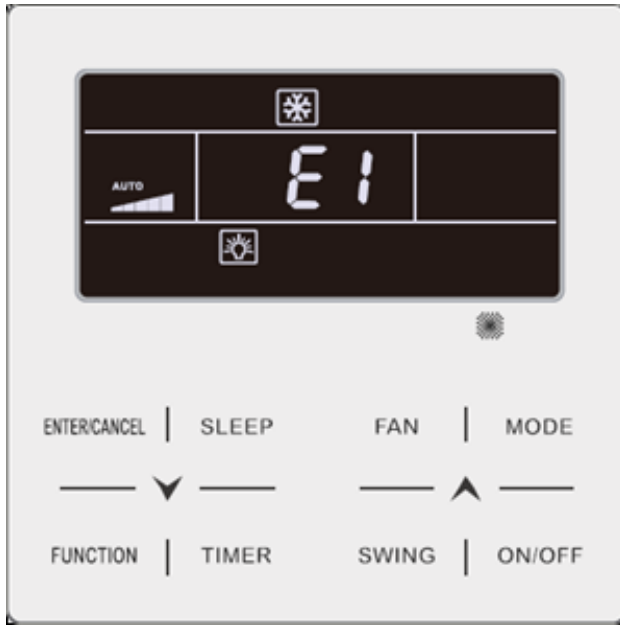 E1
AUTO
ENTER/CANCEL SLEEP FAN MODE
FUNCTION TIMER SWING ON/OFF